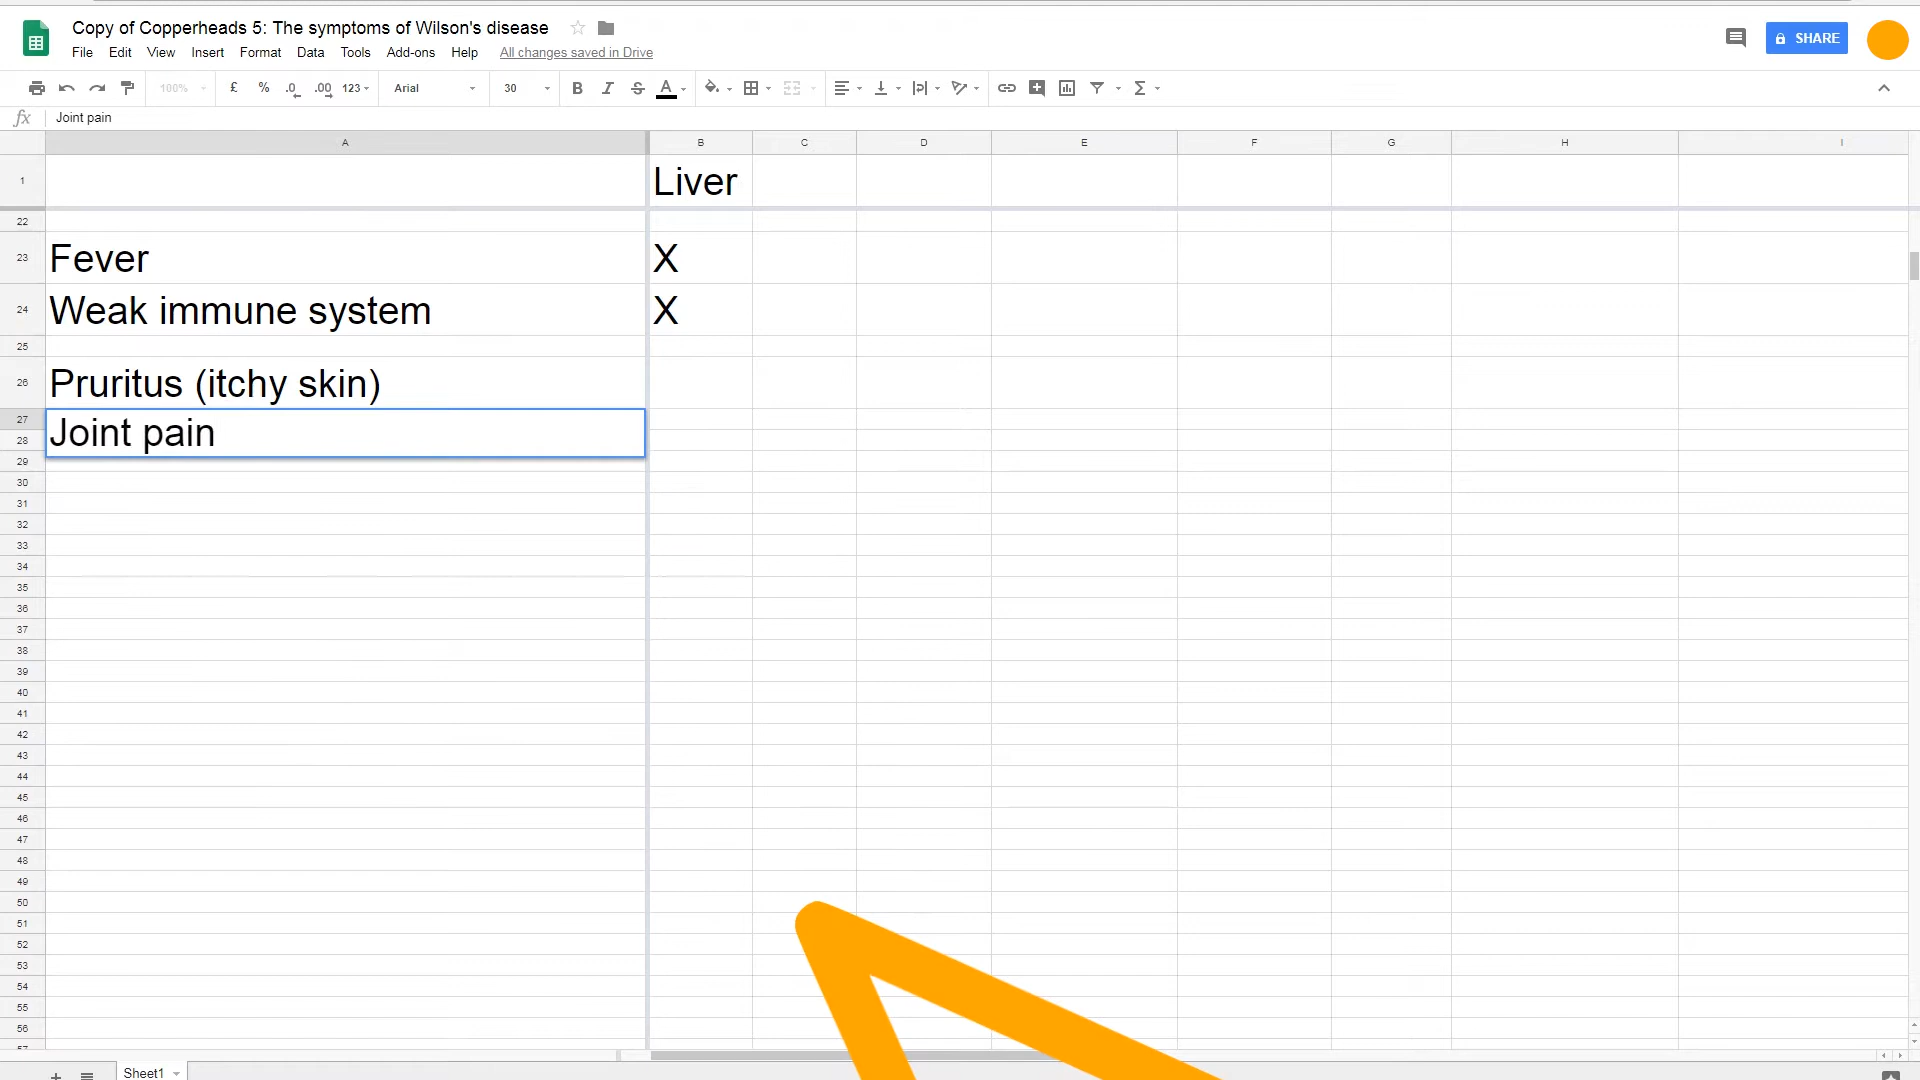 Copy of Copperheads 5: The symptoms of Wilson's disease
File Edit View Insert Format Data Tools Add-ons Help All changes saved in Drive
SHARE
100% £ % .0 .00 123 Arial 30 B I S A Σ
fx Joint pain
A B C D E F G H I
1 Liver
22
23 Fever X
24 Weak immune system X
25
26 Pruritus (itchy skin)
27 Joint pain
28
29
30
31
32
33
34
35
36
37
38
39
40
41
42
43
44
45
46
47
48
49
50
51
52
53
54
55
56
57
Sheet1